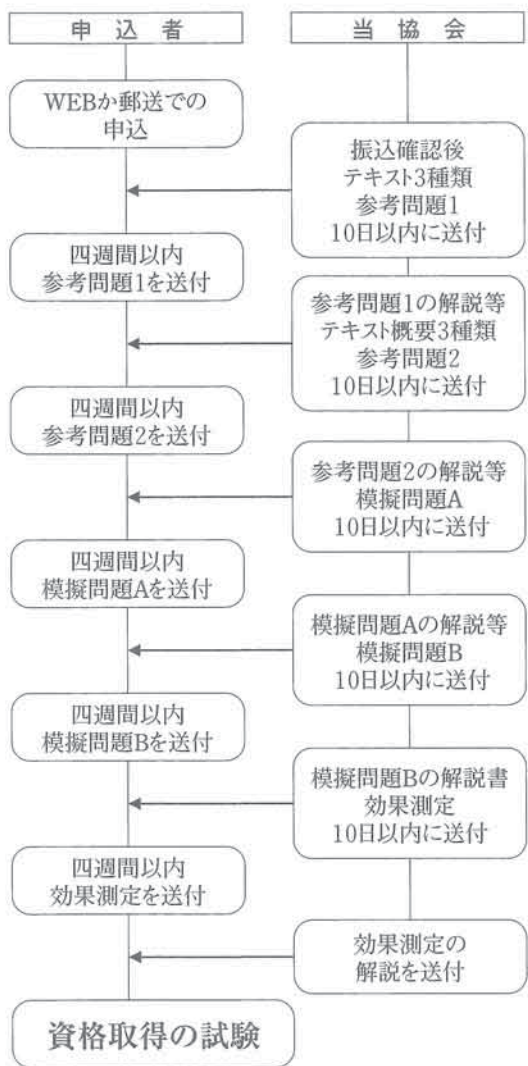 申込者
当協会
WEBか郵送での
申込
振込確認後
テキスト3種類
参考問題1
10日以内に送付
四週間以内
参考問題1を送付
参考問題1の解説等
テキスト概要3種類
参考問題2
10日以内に送付
四週間以内
参考問題2を送付
参考問題2の解説等
模擬問題A
10日以内に送付
四週間以内
模擬問題Aを送付
模擬問題Aの解説等
模擬問題B
10日以内に送付
四週間以内
模擬問題Bを送付
模擬問題Bの解説書
効果測定
10日以内に送付
四週間以内
効果測定を送付
効果測定の
解説を送付
資格取得の試験